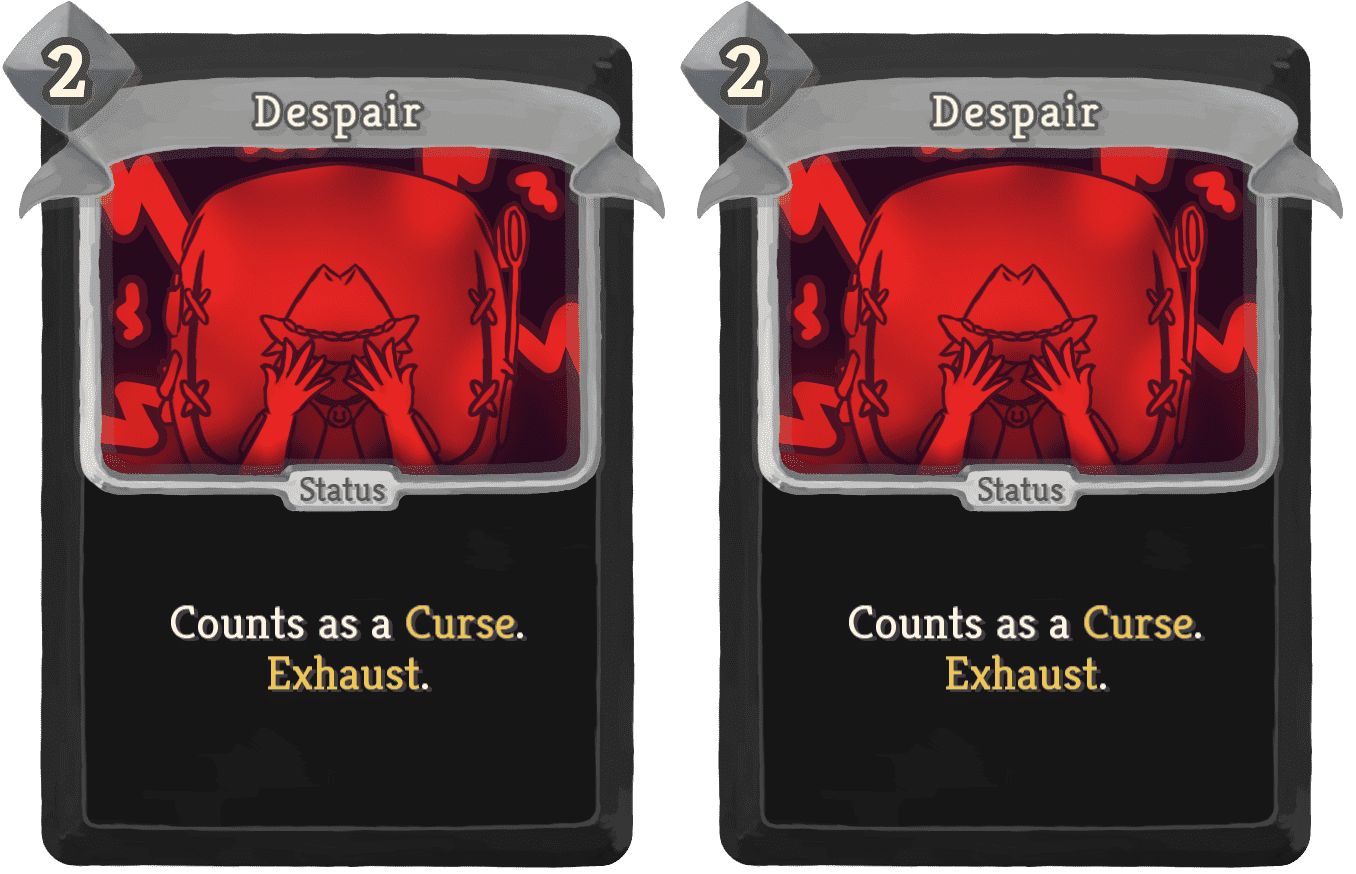 2
Despair
Status
Counts as a Curse.
Exhaust.
2
Despair
Status
Counts as a Curse.
Exhaust.